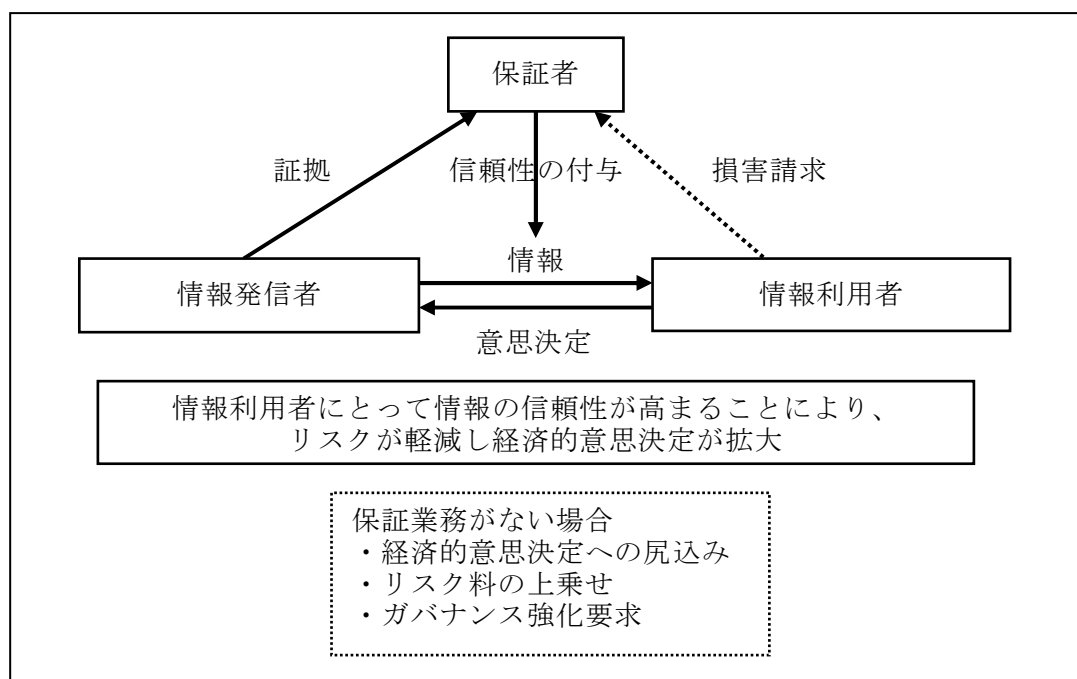 保証者
証拠
信頼性の付与
損害請求
情報
情報発信者
情報利用者
意思決定
情報利用者にとって情報の信頼性が高まることにより、
リスクが軽減し経済的意思決定が拡大
保証業務がない場合
・経済的意思決定への尻込み
・リスク料の上乗せ
・ガバナンス強化要求